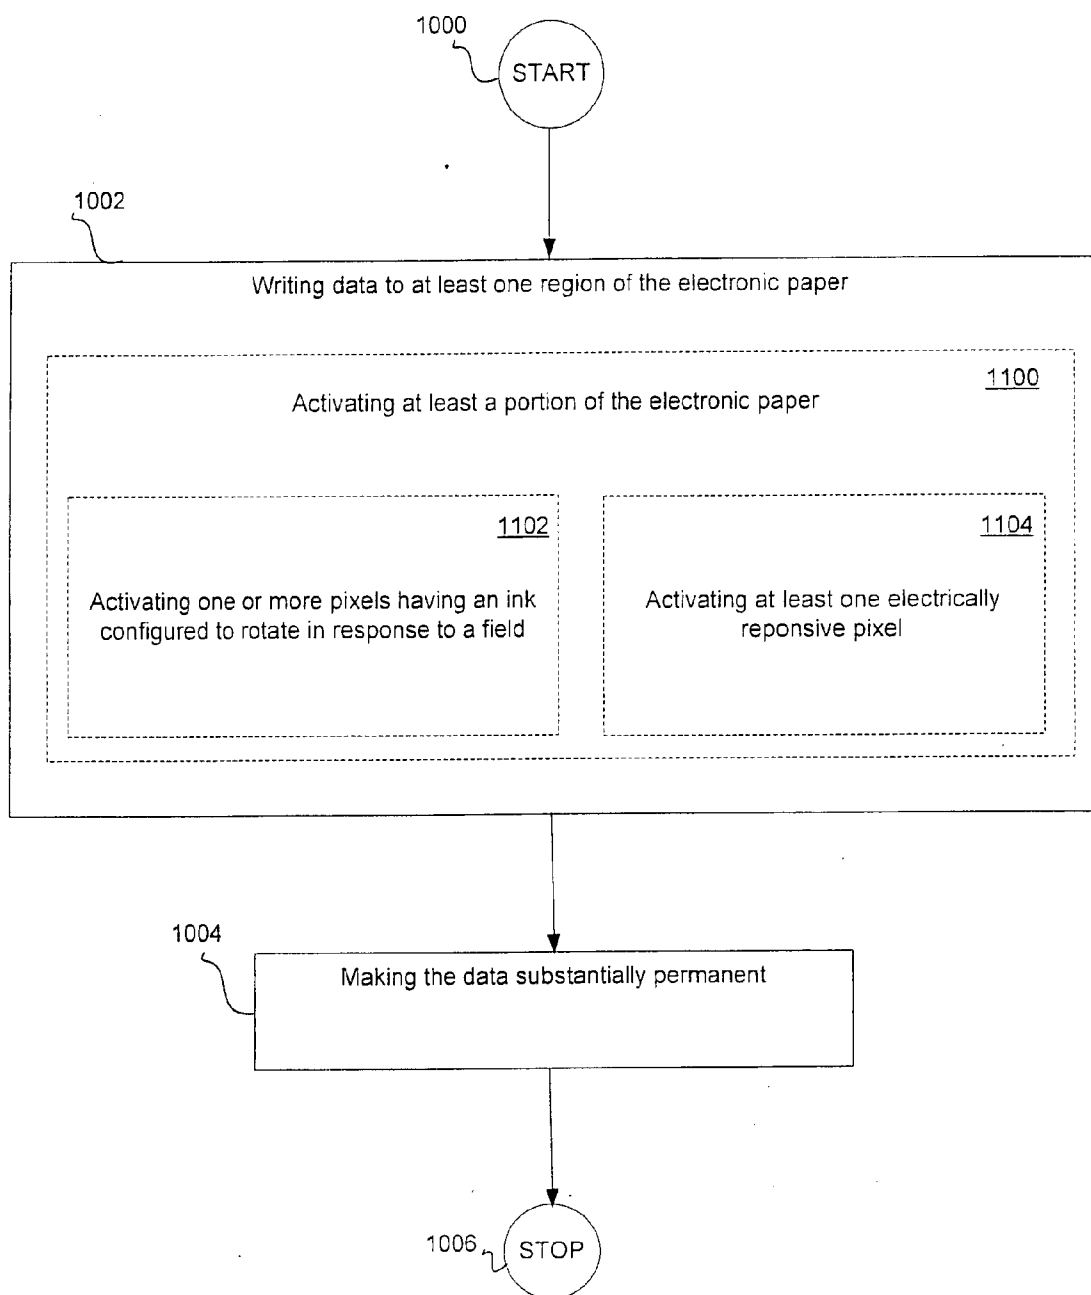 1000
START
1002
Writing data to at least one region of the electronic paper
1100
Activating at least a portion of the electronic paper
1102
Activating one or more pixels having an ink
configured to rotate in response to a field
1104
Activating at least one electrically
reponsive pixel
1004
Making the data substantially permanent
1006
STOP